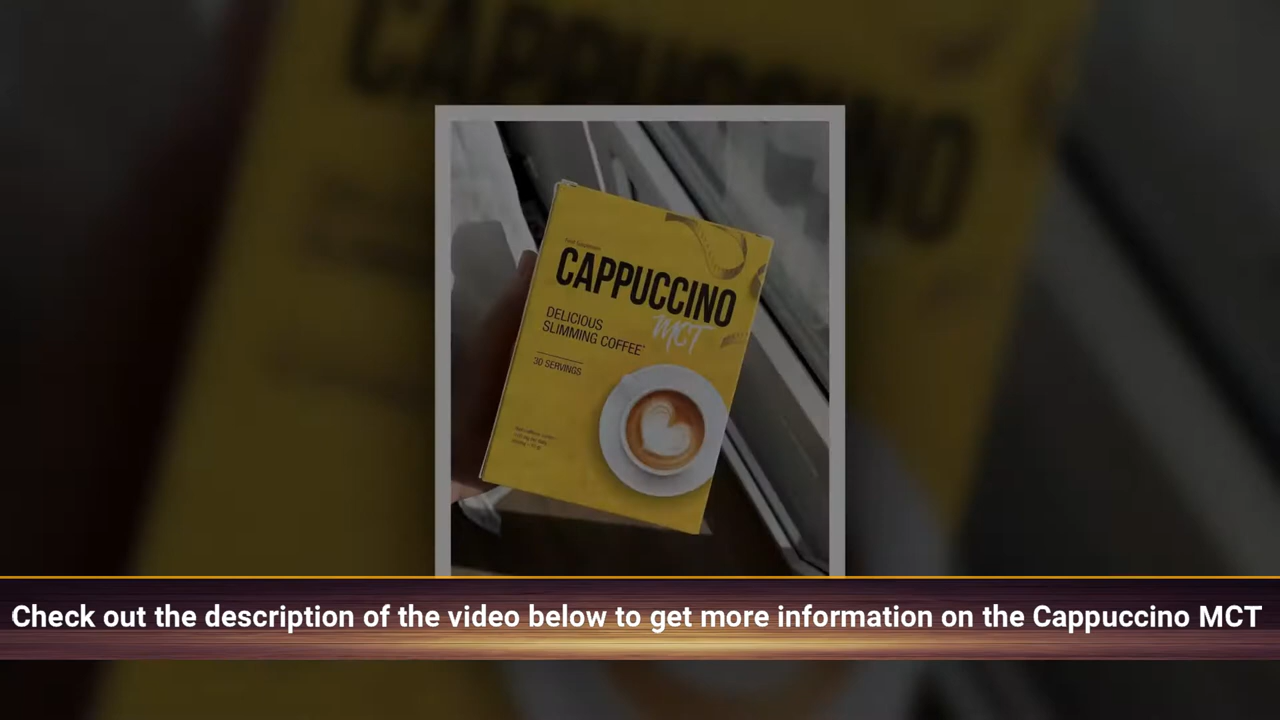 CAPPUCCINO
MCT
DELICIOUS
SLIMMING COFFEE*
30 SERVINGS
Check out the description of the video below to get more information on the Cappuccino MCT